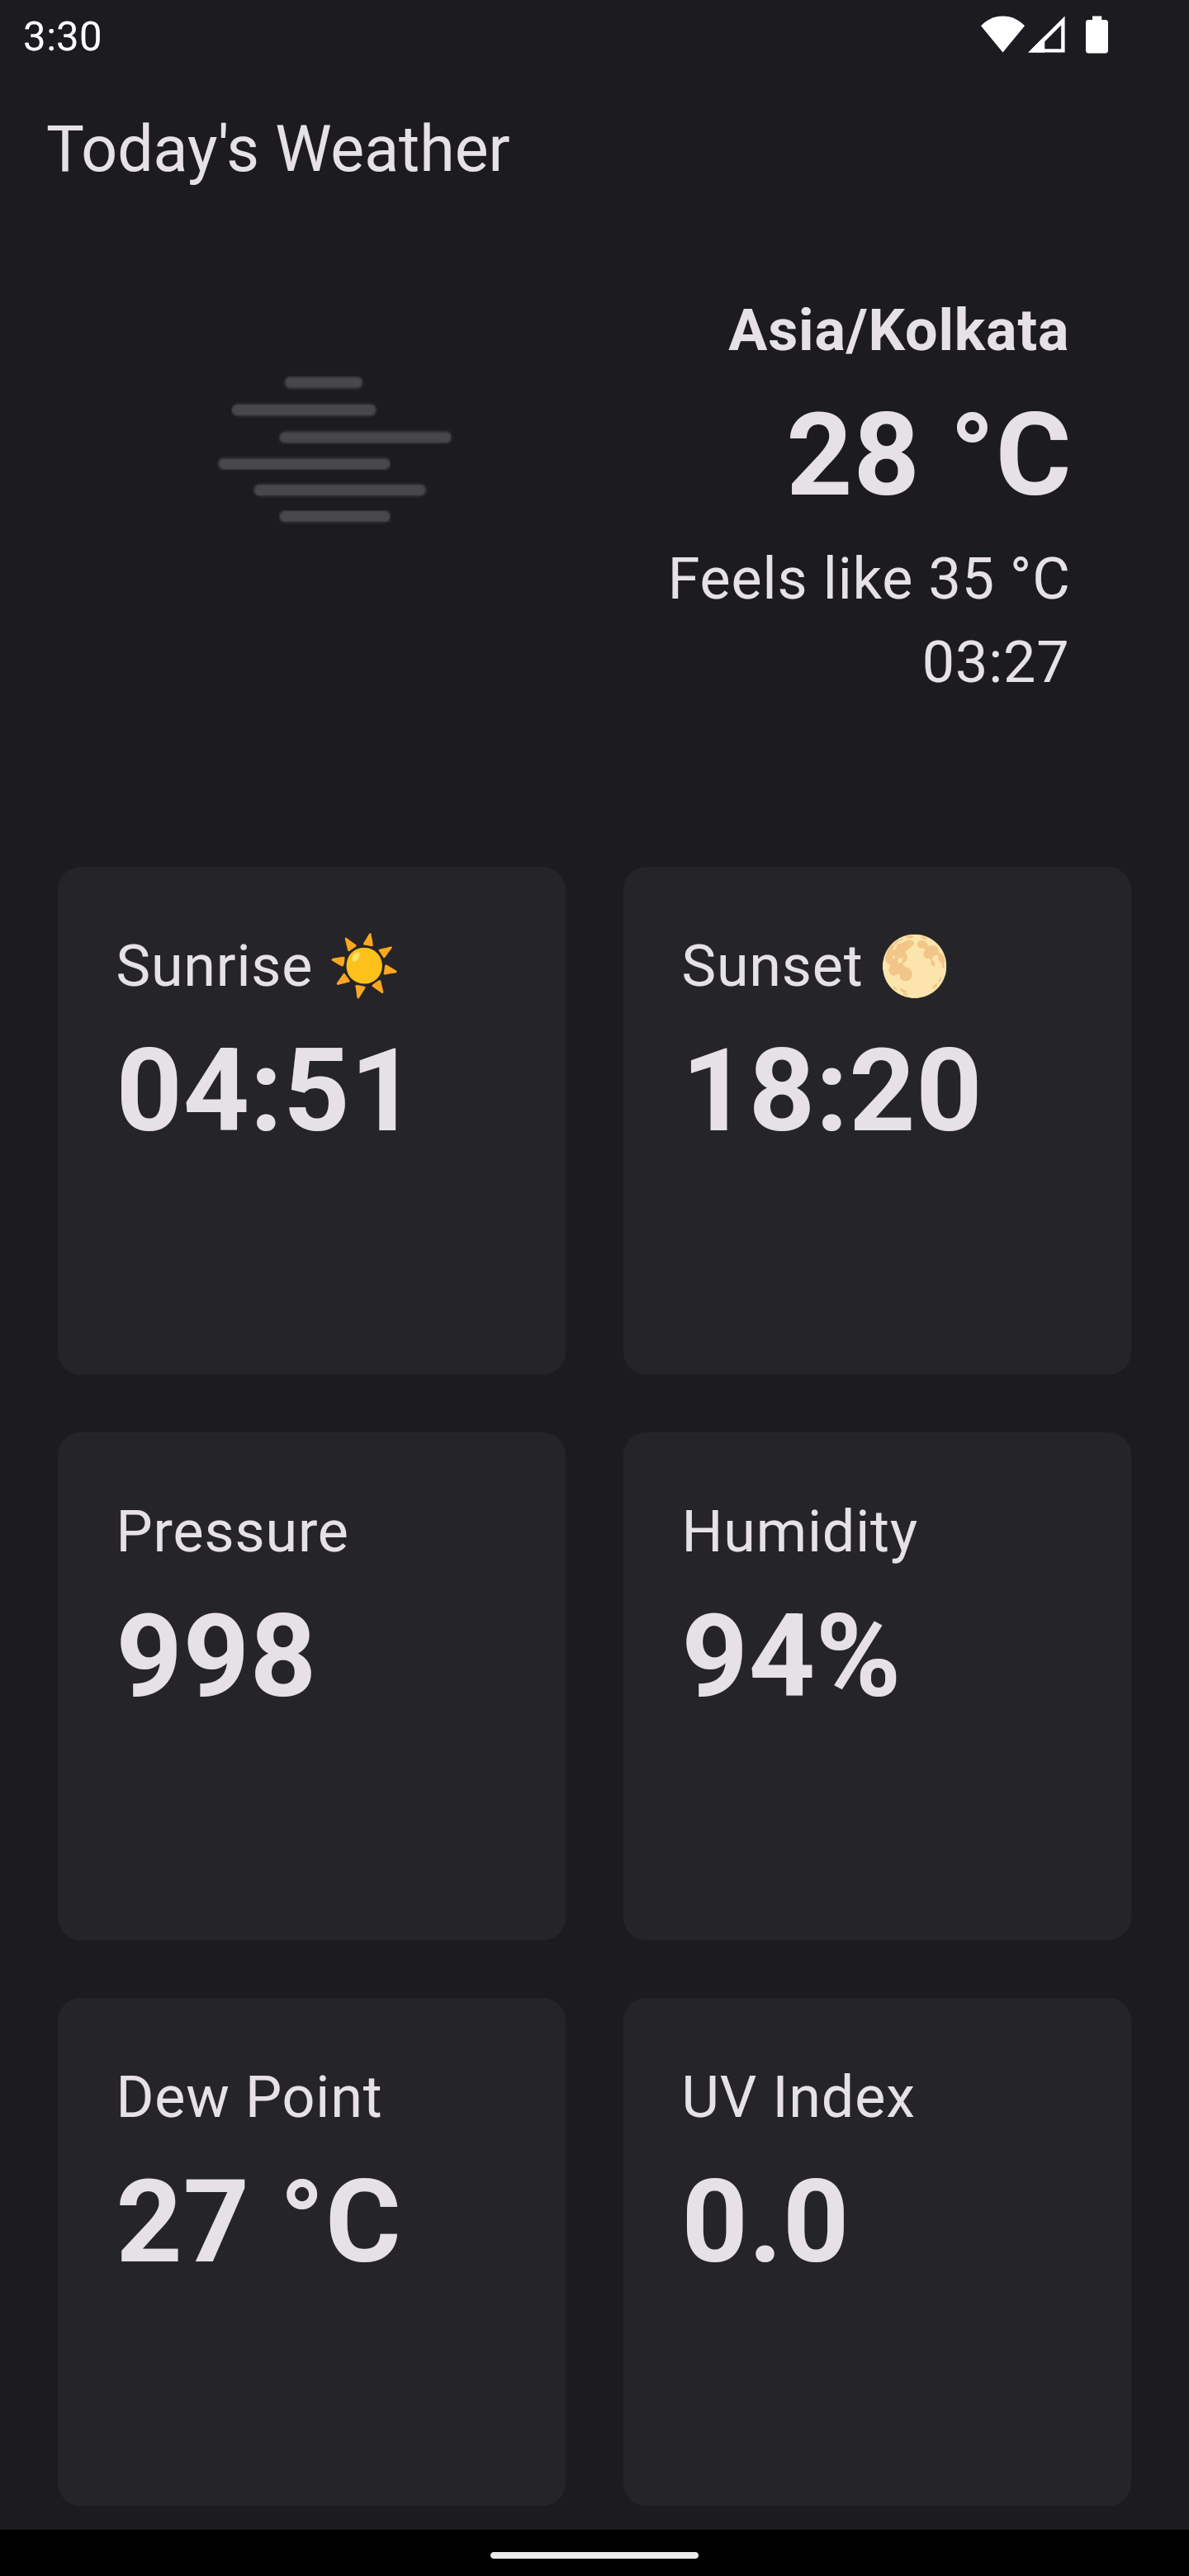 3:30
Today's Weather
Asia/Kolkata
28 °C
Feels like 35 °C
03:27
Sunrise ☀️
04:51
Sunset 🌕
18:20
Pressure
998
Humidity
94%
Dew Point
27 °C
UV Index
0.0